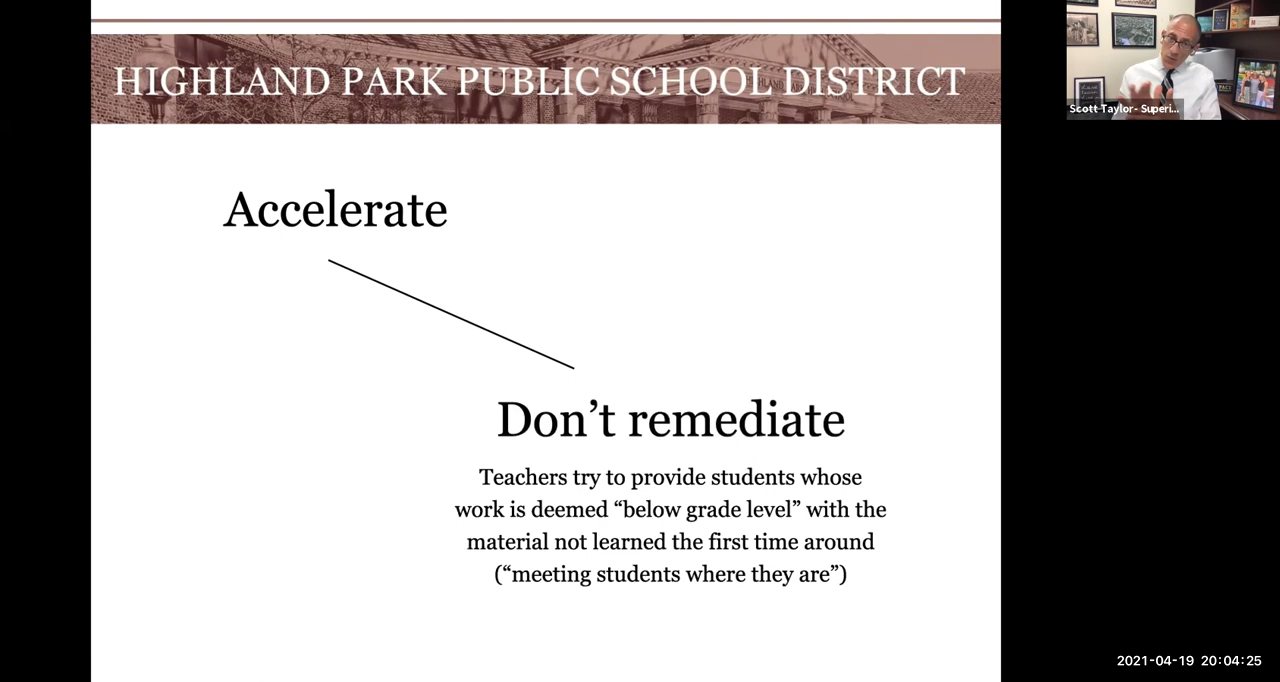 HIGHLAND PARK PUBLIC SCHOOL DISTRICT
Scott Taylor- Superi...
Accelerate
Don’t remediate
Teachers try to provide students whose
work is deemed “below grade level” with the
material not learned the first time around
(“meeting students where they are”)
2021-04-19 20:04:25